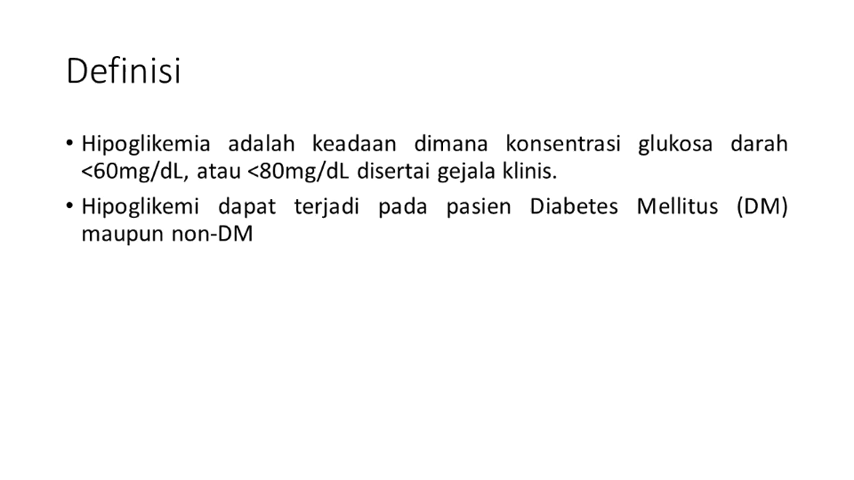 Definisi
• Hipoglikemia adalah keadaan dimana konsentrasi glukosa darah
<60mg/dL, atau <80mg/dL disertai gejala klinis.
• Hipoglikemi dapat terjadi pada pasien Diabetes Mellitus (DM)
maupun non-DM